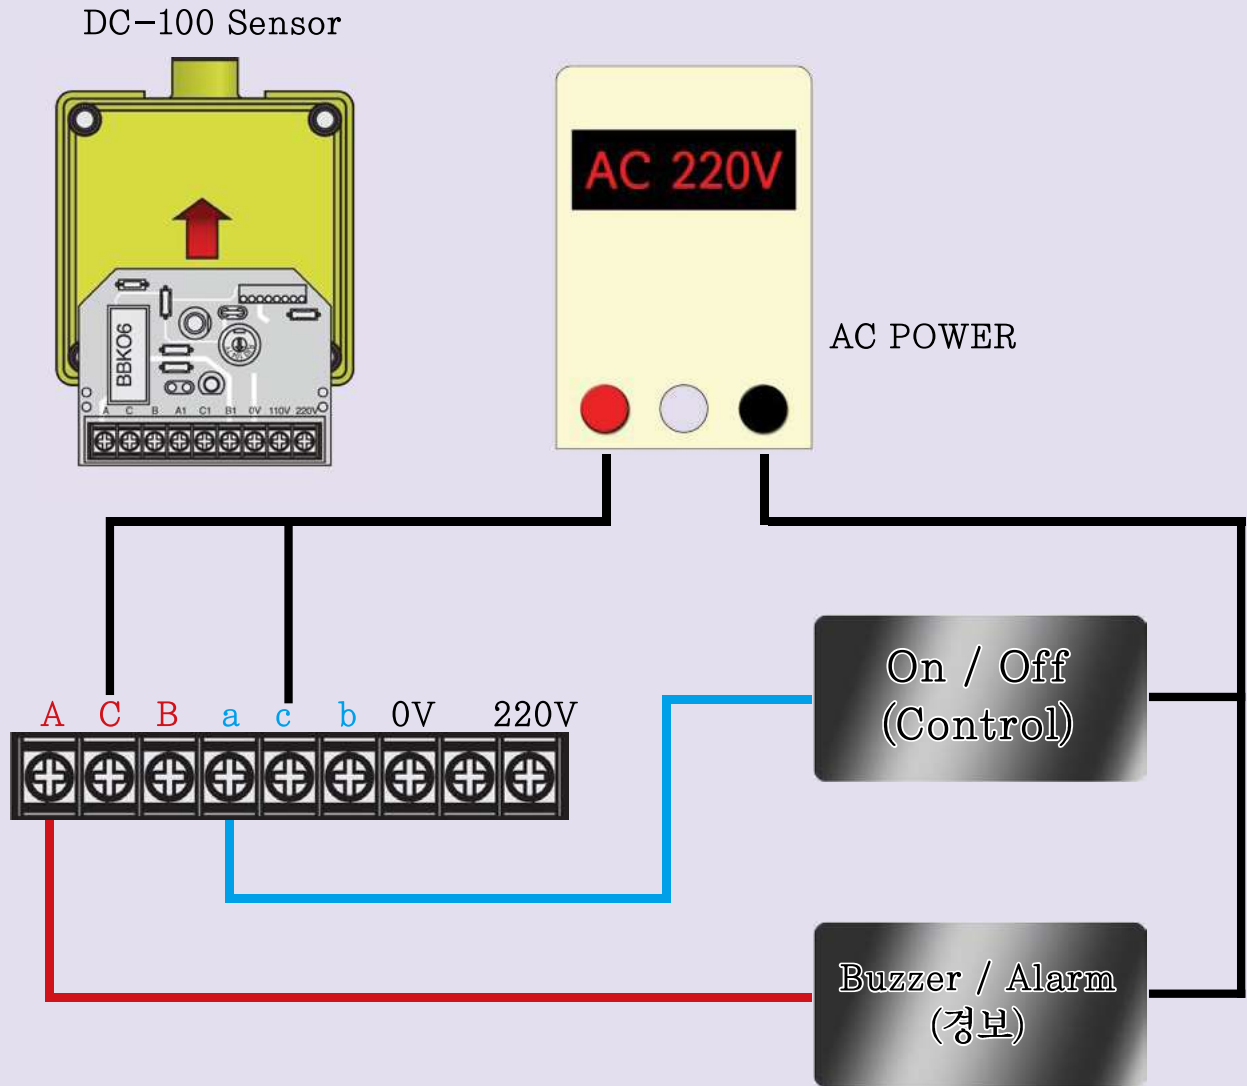 DC-100 Sensor
AC 220V
AC POWER
BBKO6
A C B A1 C1 B1 0V 110V 220V
A C B a c b 0V 220V
On / Off
(Control)
Buzzer / Alarm
(경보)